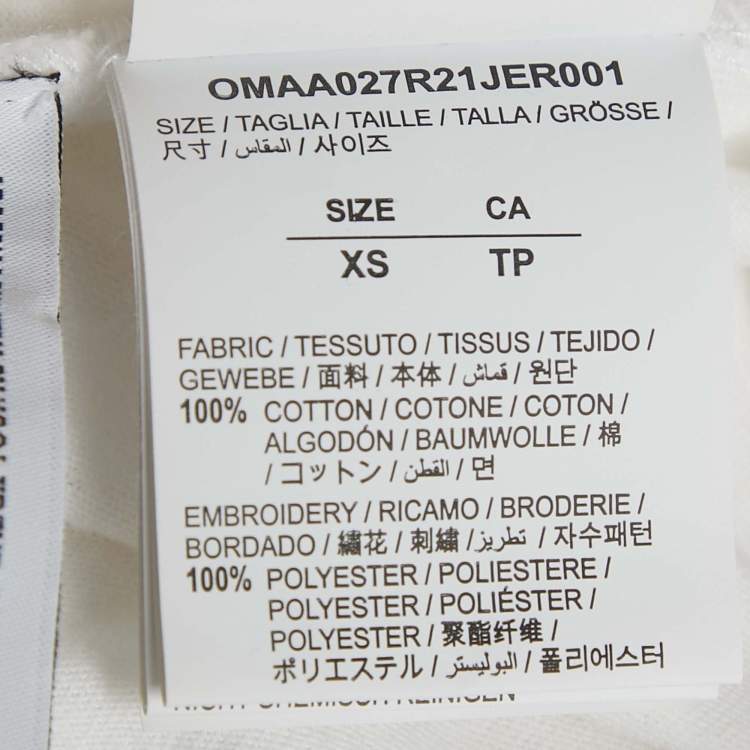 OMAA027R21JER001
SIZE / TAGLIA / TAILLE / TALLA / GRÖSSE /
尺寸 / المقاس / 사이즈
SIZE CA
XS TP
FABRIC / TESSUTO / TISSUS / TEJIDO /
GEWEBE / 面料 / 本体 / قماش / 원단
100% COTTON / COTONE / COTON /
ALGODÓN / BAUMWOLLE / 棉
/ コットン / القطن / 면
EMBROIDERY / RICAMO / BRODERIE /
BORDADO / 繡花 / 刺繡 / تطريز / 자수패턴
100% POLYESTER / POLIESTERE /
POLYESTER / POLIÉSTER /
POLYESTER / 聚酯纤维 /
ポリエステル / البوليستر / 폴리에스터
NICHT CHEMISCH REINIGEN